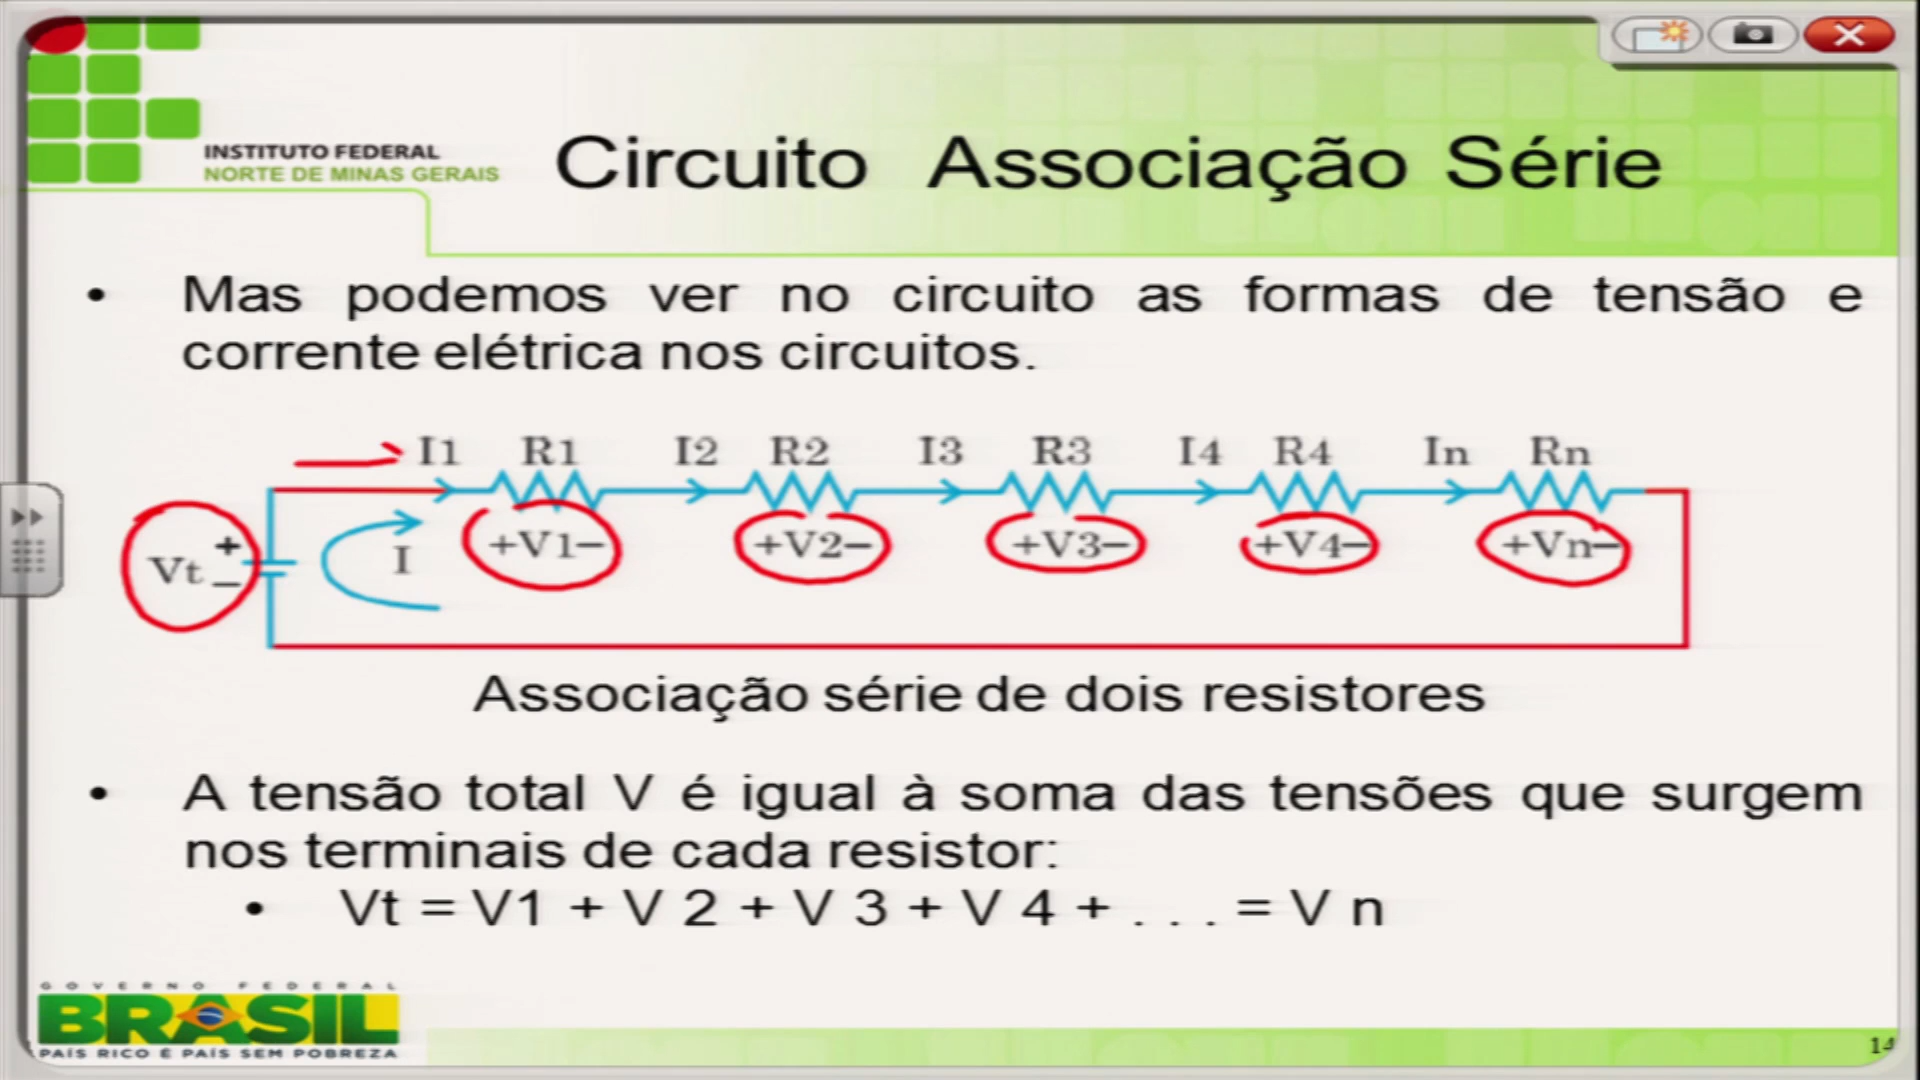 INSTITUTO FEDERAL
NORTE DE MINAS GERAIS
Circuito Associação Série
• Mas podemos ver no circuito as formas de tensão e
corrente elétrica nos circuitos.
I1 R1 I2 R2 I3 R3 I4 R4 In Rn
+V1− +V2− +V3− +V4− +Vn−
Vt + − I
Associação série de dois resistores
• A tensão total V é igual à soma das tensões que surgem
nos terminais de cada resistor:
• Vt = V1 + V 2 + V 3 + V 4 + . . . = V n
GOVERNO FEDERAL
BRASIL
PAÍS RICO É PAÍS SEM POBREZA
14